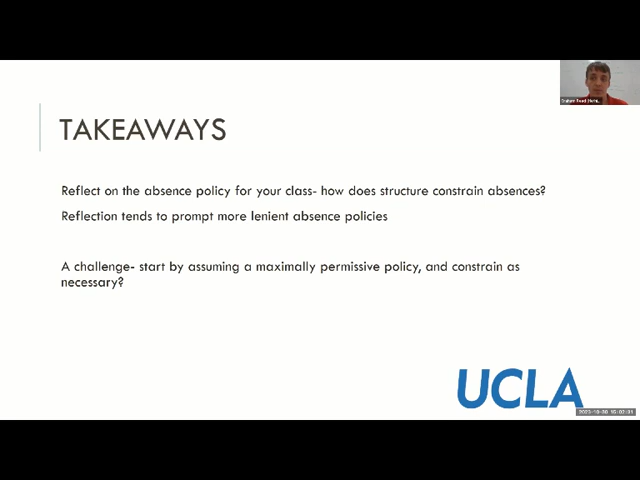 TAKEAWAYS
Reflect on the absence policy for your class- how does structure constrain absences?
Reflection tends to prompt more lenient absence policies
A challenge- start by assuming a maximally permissive policy, and constrain as
necessary?
UCLA